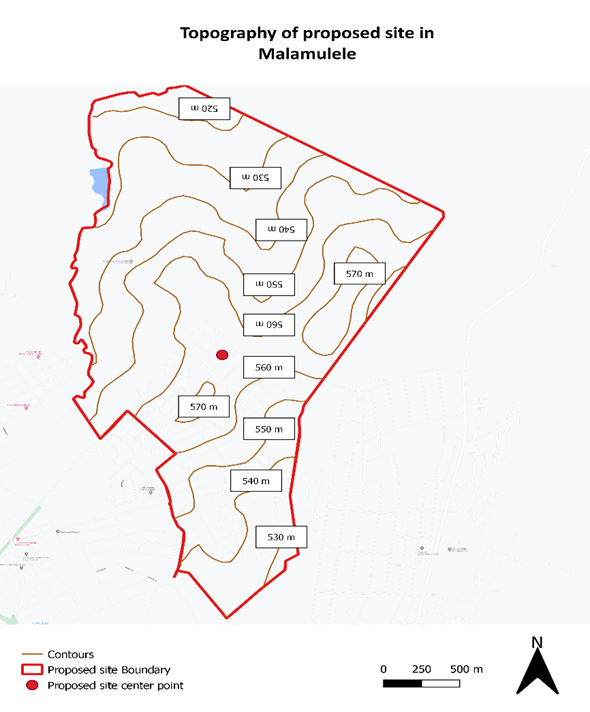 Topography of proposed site in
Malamulele
520 m
530 m
540 m
570 m
550 m
560 m
560 m
570 m
550 m
540 m
530 m
Contours
Proposed site Boundary
Proposed site center point
0 250 500 m
N